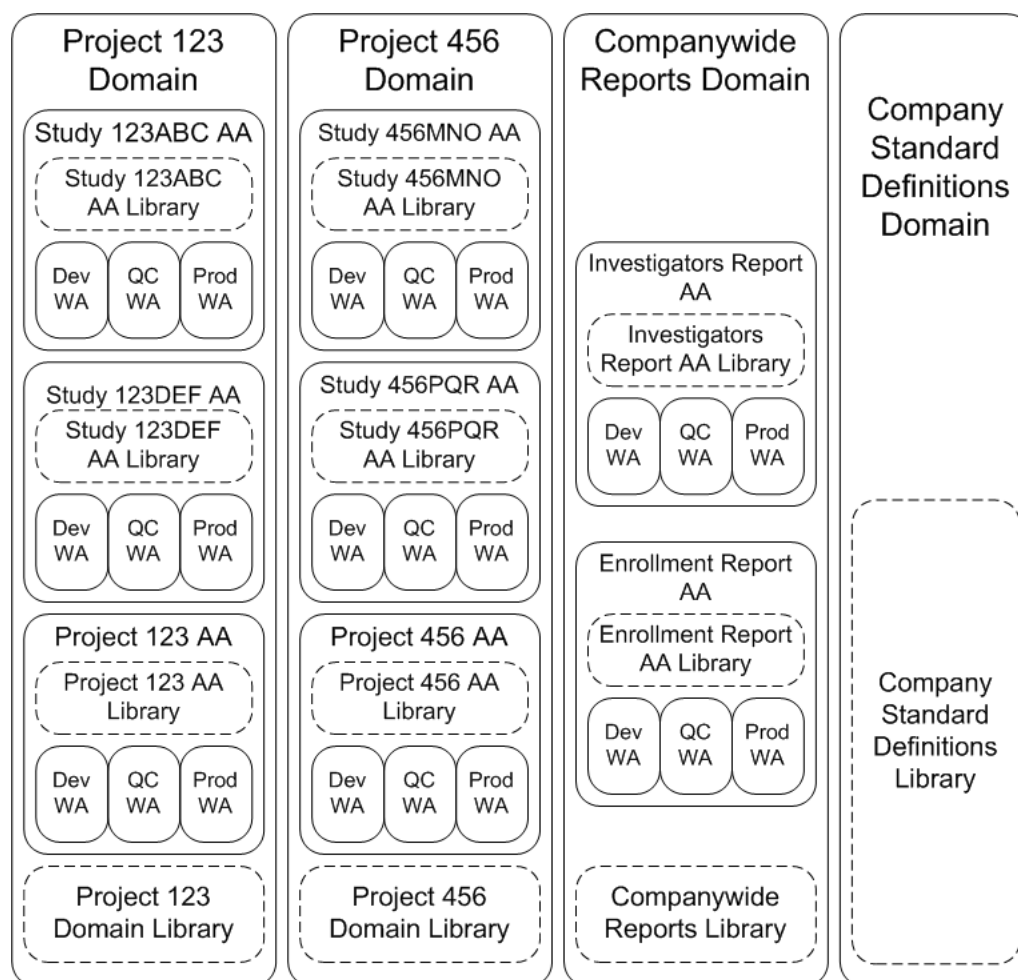 Project 123
Domain
Study 123ABC AA
Study 123ABC
AA Library
Dev
WA
QC
WA
Prod
WA
Study 123DEF AA
Study 123DEF
AA Library
Dev
WA
QC
WA
Prod
WA
Project 123 AA
Project 123 AA
Library
Dev
WA
QC
WA
Prod
WA
Project 123
Domain Library
Project 456
Domain
Study 456MNO AA
Study 456MNO
AA Library
Dev
WA
QC
WA
Prod
WA
Study 456PQR AA
Study 456PQR
AA Library
Dev
WA
QC
WA
Prod
WA
Project 456 AA
Project 456 AA
Library
Dev
WA
QC
WA
Prod
WA
Project 456
Domain Library
Companywide
Reports Domain
Investigators Report
AA
Investigators
Report AA Library
Dev
WA
QC
WA
Prod
WA
Enrollment Report
AA
Enrollment Report
AA Library
Dev
WA
QC
WA
Prod
WA
Companywide
Reports Library
Company
Standard
Definitions
Domain
Company
Standard
Definitions
Library